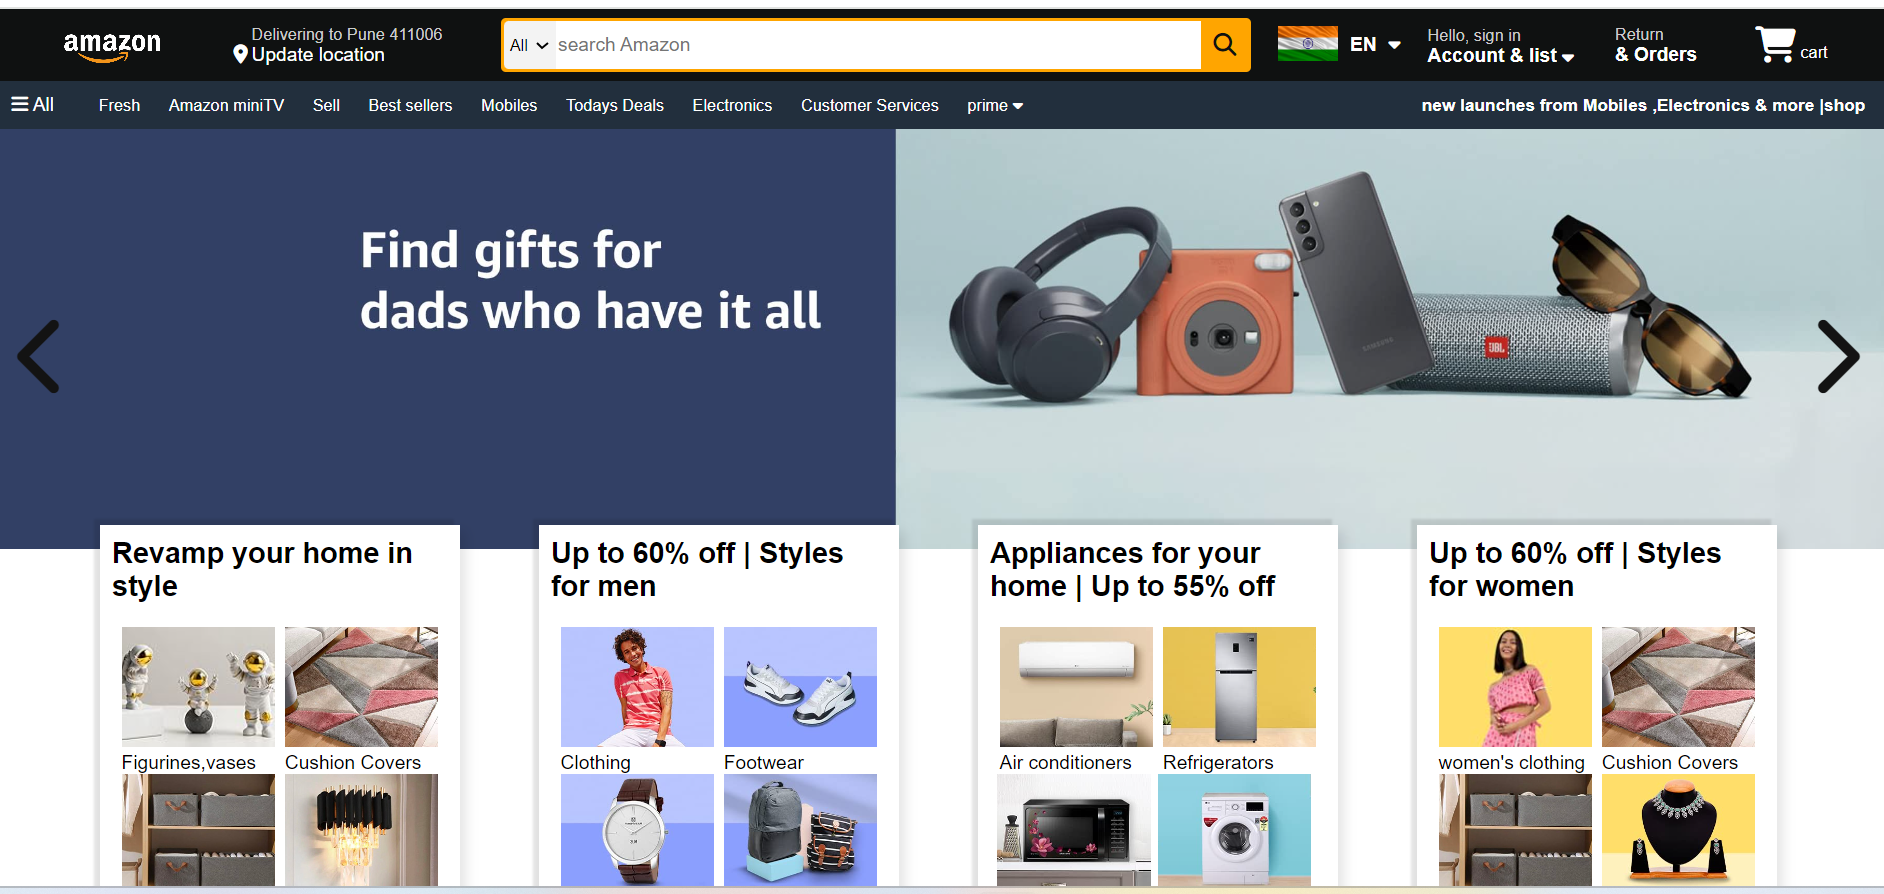 amazon
Delivering to Pune 411006
Update location
All
search Amazon
EN
Hello, sign in
Account & list
Return
& Orders
cart
All
Fresh
Amazon miniTV
Sell
Best sellers
Mobiles
Todays Deals
Electronics
Customer Services
prime
new launches from Mobiles ,Electronics & more |shop
Find gifts for
dads who have it all
SAMSUNG
JBL
Revamp your home in
style
Figurines,vases
Cushion Covers
Up to 60% off | Styles
for men
Clothing
Footwear
Appliances for your
home | Up to 55% off
Air conditioners
Refrigerators
Up to 60% off | Styles
for women
women's clothing
Cushion Covers